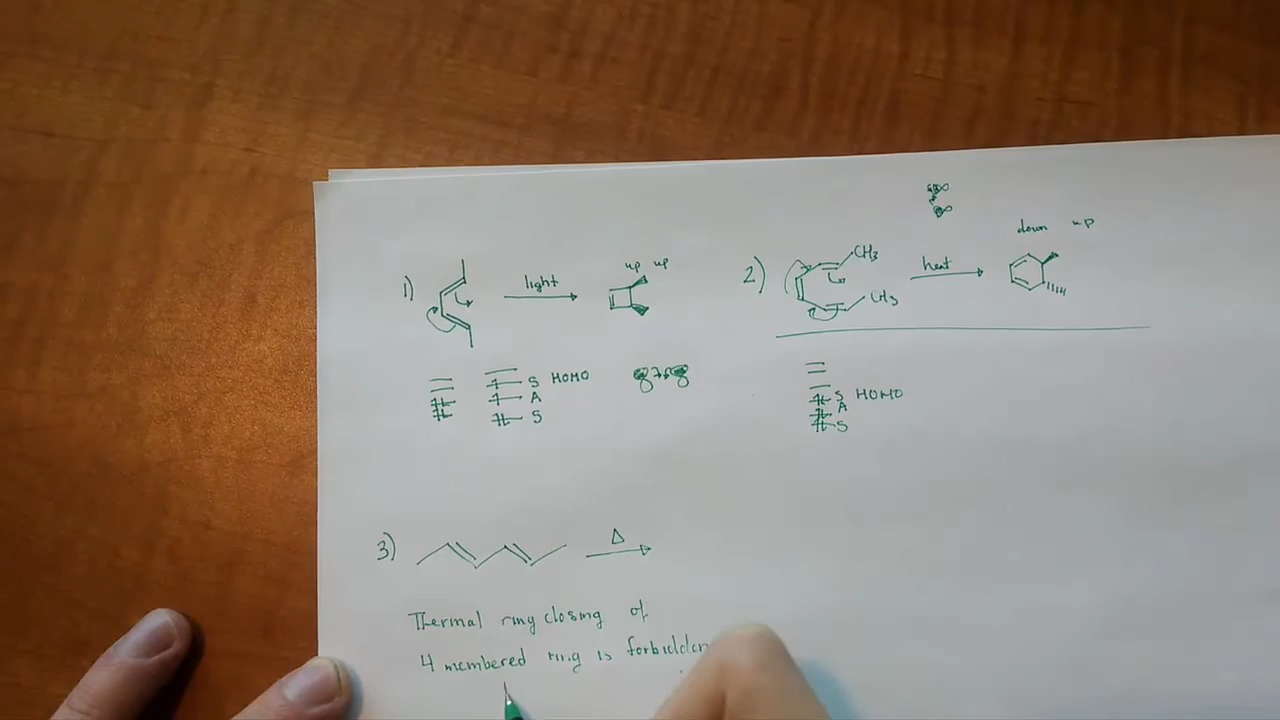 1)
light
up up
2)
CH3
CH3
heat
down up
S HOMO
A
S
S HOMO
A
S
3)
Δ
Thermal ring closing of
4 membered ring is forbidden